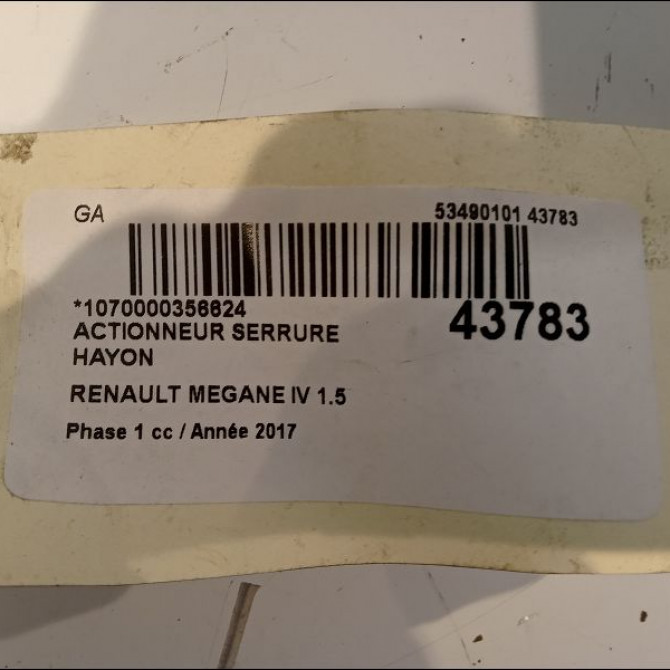 GA 53490101 43783
*1070000356624 43783
ACTIONNEUR SERRURE
HAYON
RENAULT MEGANE IV 1.5
Phase 1 cc / Année 2017